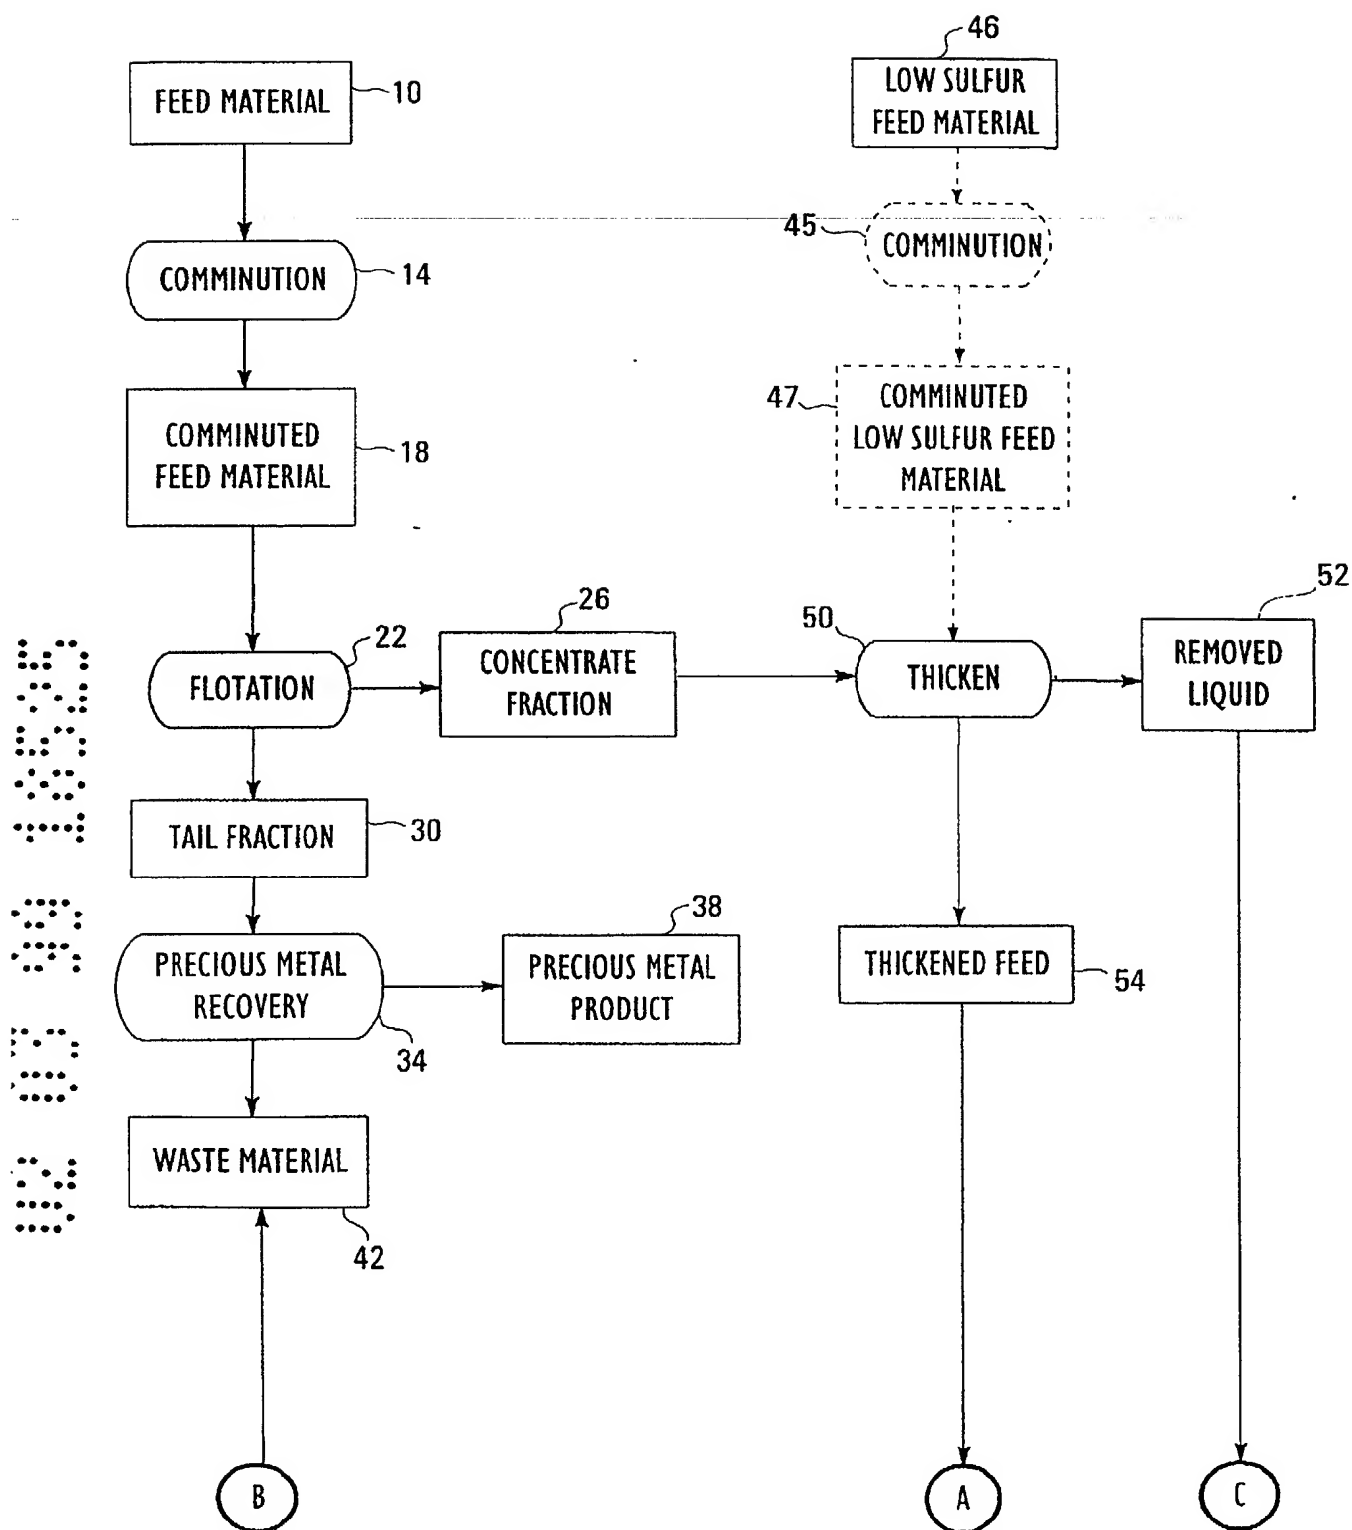 46
LOW SULFUR
FEED MATERIAL
FEED MATERIAL
10
45
COMMINUTION
COMMINUTION
14
47
COMMINUTED
LOW SULFUR FEED
MATERIAL
COMMINUTED
FEED MATERIAL
18
26
50
52
22
FLOTATION
CONCENTRATE
FRACTION
THICKEN
REMOVED
LIQUID
TAIL FRACTION
30
38
PRECIOUS METAL
RECOVERY
34
PRECIOUS METAL
PRODUCT
THICKENED FEED
54
WASTE MATERIAL
42
B
A
C